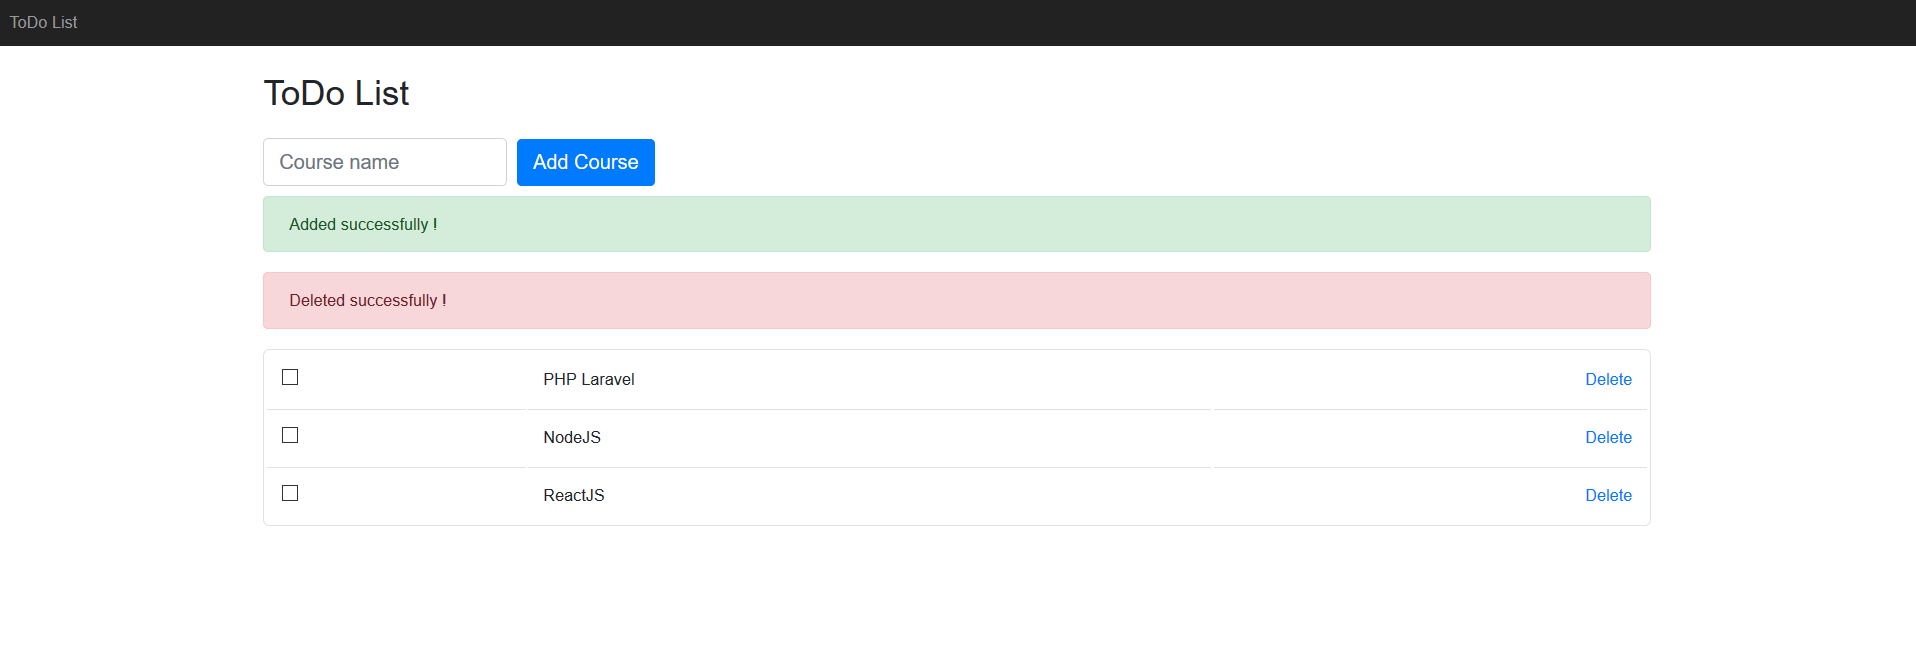 ToDo List
ToDo List
Course name Add Course
Added successfully !
Deleted successfully !
PHP Laravel Delete
NodeJS Delete
ReactJS Delete